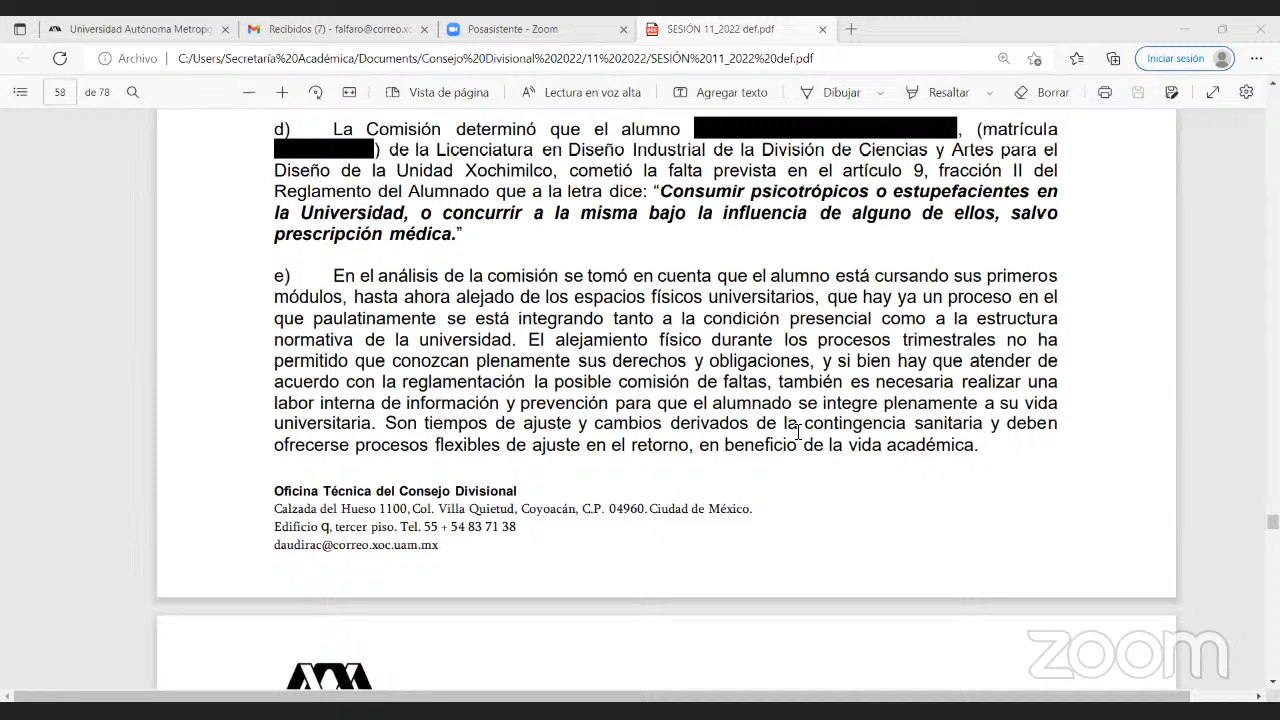 Universidad Autónoma Metropo
Recibidos (7) - falfaro@correo.xc
Posasistente - Zoom
SESIÓN 11_2022 def.pdf
Archivo
C:/Users/Secretaría%20Académica/Documents/Consejo%20Divisional%202022/11%202022/SESIÓN%2011_2022%20def.pdf
Iniciar sesión
58 de 78
Vista de página
Lectura en voz alta
Agregar texto
Dibujar
Resaltar
Borrar
d) La Comisión determinó que el alumno , (matrícula
) de la Licenciatura en Diseño Industrial de la División de Ciencias y Artes para el
Diseño de la Unidad Xochimilco, cometió la falta prevista en el artículo 9, fracción II del
Reglamento del Alumnado que a la letra dice: “Consumir psicotrópicos o estupefacientes en
la Universidad, o concurrir a la misma bajo la influencia de alguno de ellos, salvo
prescripción médica.”
e) En el análisis de la comisión se tomó en cuenta que el alumno está cursando sus primeros
módulos, hasta ahora alejado de los espacios físicos universitarios, que hay ya un proceso en el
que paulatinamente se está integrando tanto a la condición presencial como a la estructura
normativa de la universidad. El alejamiento físico durante los procesos trimestrales no ha
permitido que conozcan plenamente sus derechos y obligaciones, y si bien hay que atender de
acuerdo con la reglamentación la posible comisión de faltas, también es necesaria realizar una
labor interna de información y prevención para que el alumnado se integre plenamente a su vida
universitaria. Son tiempos de ajuste y cambios derivados de la contingencia sanitaria y deben
ofrecerse procesos flexibles de ajuste en el retorno, en beneficio de la vida académica.
Oficina Técnica del Consejo Divisional
Calzada del Hueso 1100, Col. Villa Quietud, Coyoacán, C.P. 04960. Ciudad de México.
Edificio q, tercer piso. Tel. 55 + 54 83 71 38
daudirac@correo.xoc.uam.mx
zoom